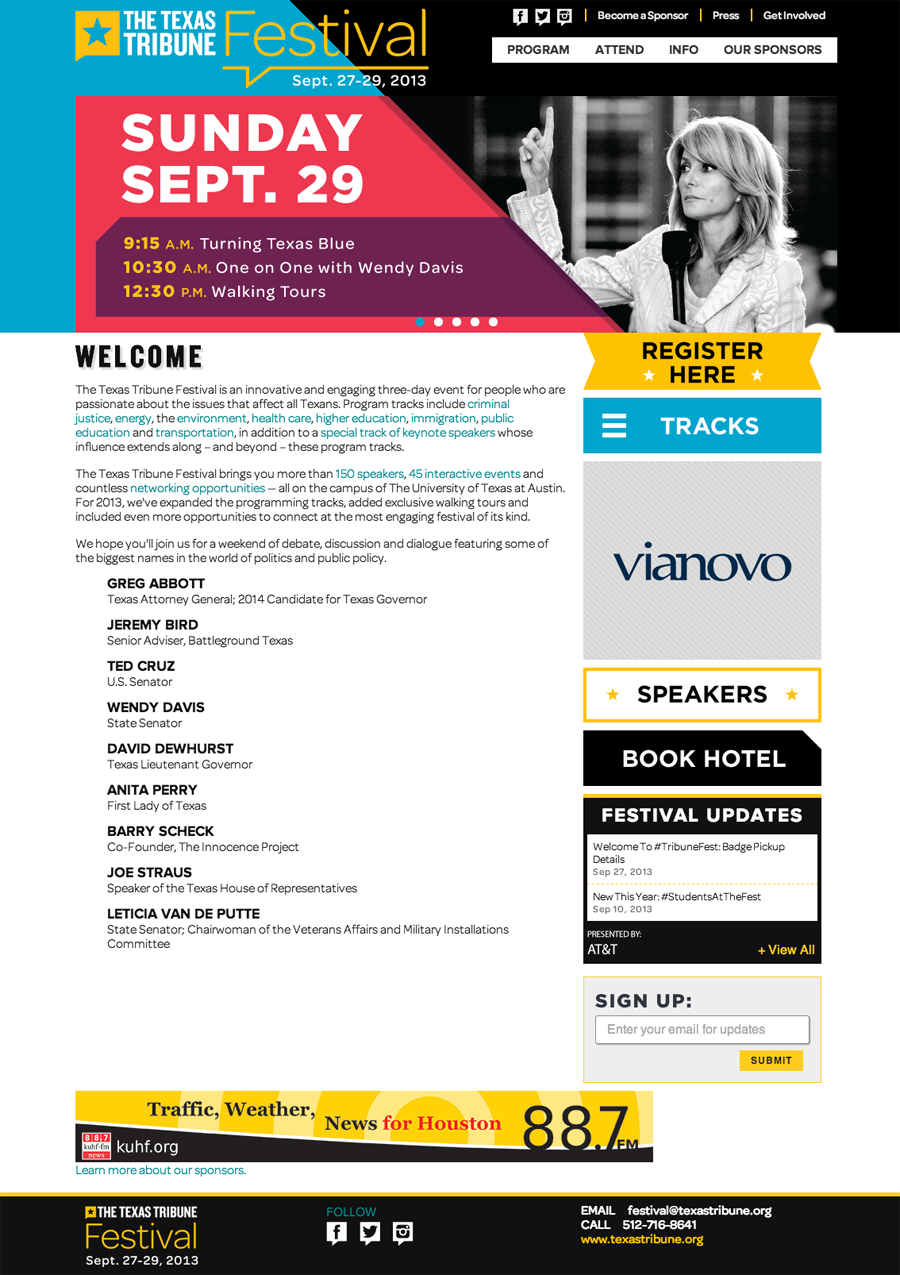 THE TEXAS
TRIBUNE
Festival
Sept. 27-29, 2013
Become a Sponsor
Press
Get Involved
PROGRAM
ATTEND
INFO
OUR SPONSORS
SUNDAY
SEPT. 29
9:15 A.M. Turning Texas Blue
10:30 A.M. One on One with Wendy Davis
12:30 P.M. Walking Tours
WELCOME
The Texas Tribune Festival is an innovative and engaging three-day event for people who are
passionate about the issues that affect all Texans. Program tracks include criminal
justice, energy, the environment, health care, higher education, immigration, public
education and transportation, in addition to a special track of keynote speakers whose
influence extends along – and beyond – these program tracks.
The Texas Tribune Festival brings you more than 150 speakers, 45 interactive events and
countless networking opportunities — all on the campus of The University of Texas at Austin.
For 2013, we've expanded the programming tracks, added exclusive walking tours and
included even more opportunities to connect at the most engaging festival of its kind.
We hope you'll join us for a weekend of debate, discussion and dialogue featuring some of
the biggest names in the world of politics and public policy.
GREG ABBOTT
Texas Attorney General; 2014 Candidate for Texas Governor
JEREMY BIRD
Senior Adviser, Battleground Texas
TED CRUZ
U.S. Senator
WENDY DAVIS
State Senator
DAVID DEWHURST
Texas Lieutenant Governor
ANITA PERRY
First Lady of Texas
BARRY SCHECK
Co-Founder, The Innocence Project
JOE STRAUS
Speaker of the Texas House of Representatives
LETICIA VAN DE PUTTE
State Senator; Chairwoman of the Veterans Affairs and Military Installations
Committee
REGISTER
HERE
TRACKS
vianovo
SPEAKERS
BOOK HOTEL
FESTIVAL UPDATES
Welcome To #TribuneFest: Badge Pickup
Details
Sep 27, 2013
New This Year: #StudentsAtTheFest
Sep 10, 2013
PRESENTED BY:
AT&T
+ View All
SIGN UP:
Enter your email for updates
SUBMIT
Traffic, Weather,
News for Houston
88.7 FM
88.7
kuhf-fm
news
kuhf.org
Learn more about our sponsors.
THE TEXAS TRIBUNE
Festival
Sept. 27-29, 2013
FOLLOW
EMAIL festival@texastribune.org
CALL 512-716-8641
www.texastribune.org